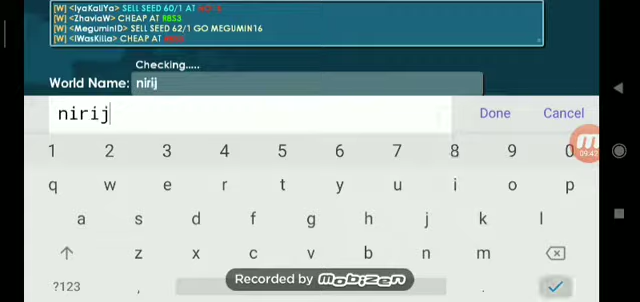 [W] <IyaKaliYa> SELL SEED 60/1 AT
[W] <ZhaviaW> CHEAP AT RBS3
[W] <MeguminID> SELL SEED 62/1 GO MEGUMIN16
[W] <IWasKilla> CHEAP AT
Checking.....
World Name: nirij
nirij Done Cancel
09:47
1 2 3 4 5 6 7 8 9 0
q w e r t y u i o p
a s d f g h j k l
z x c v b n m
?123 , .
Recorded by mobizen